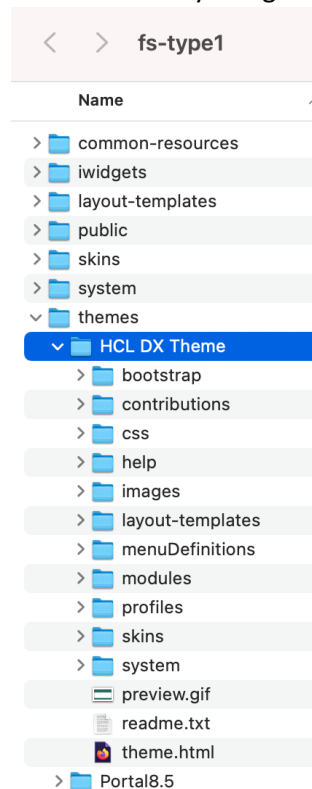 fs-type1
Name
common-resources
iwidgets
layout-templates
public
skins
system
themes
HCL DX Theme
bootstrap
contributions
css
help
images
layout-templates
menuDefinitions
modules
profiles
skins
system
preview.gif
readme.txt
theme.html
Portal8.5